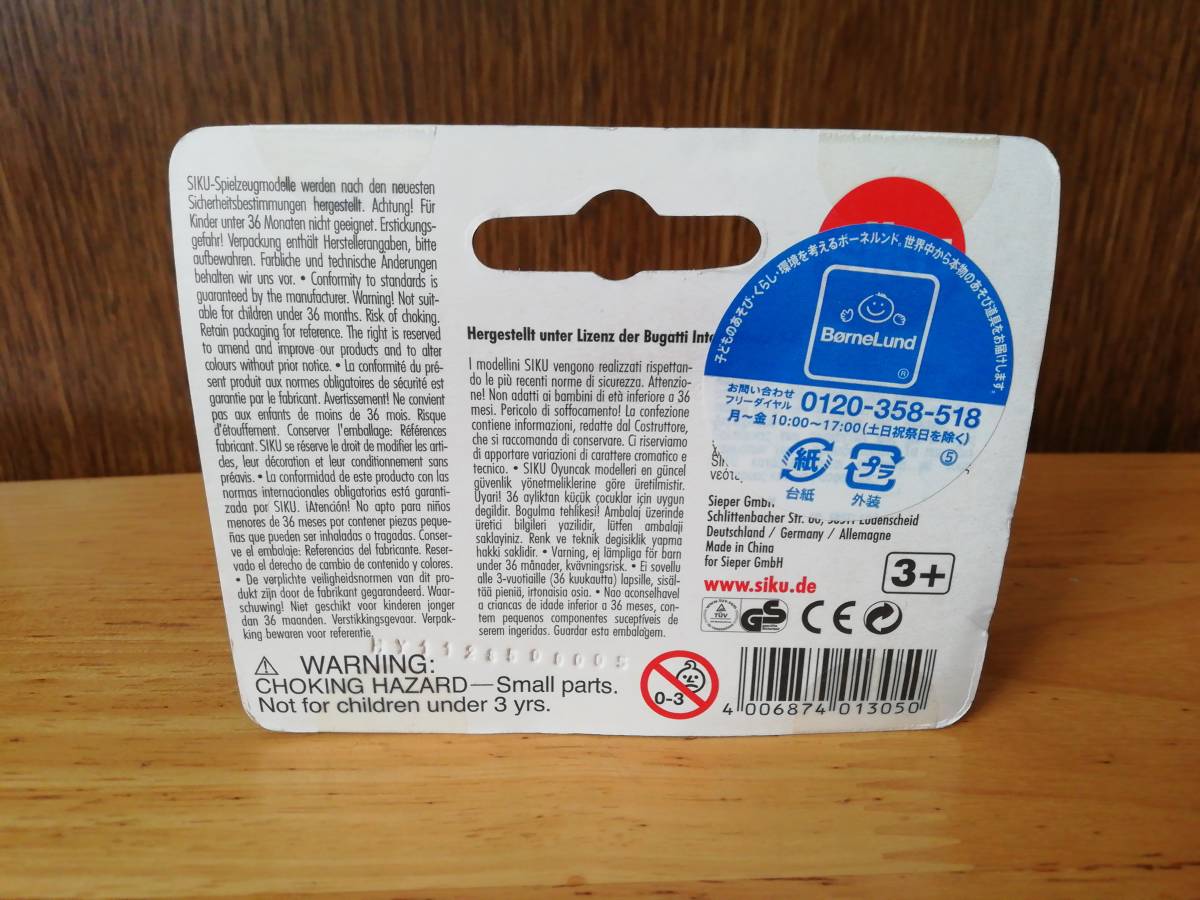 SIKU-Spielzeugmodelle werden nach den neuesten
Sicherheitsbestimmungen hergestellt. Achtung! Für
Kinder unter 36 Monaten nicht geeignet. Erstickungs-
gefahr! Verpackung enthält Herstellerangaben, bitte
aufbewahren. Farbliche und technische Änderungen
behalten wir uns vor. • Conformity to standards is
guaranteed by the manufacturer. Warning! Not suit-
able for children under 36 months. Risk of choking.
Retain packaging for reference. The right is reserved
to amend and improve our products and to alter
colours without prior notice. • La conformité du pré-
sent produit aux normes obligatoires de sécurité est
garantie par le fabricant. Avertissement! Ne convient
pas aux enfants de moins de 36 mois. Risque
d'étouffement. Conserver l'emballage: Références
fabricant. SIKU se réserve le droit de modifier les arti-
cles, leur décoration et leur conditionnement sans
préavis. • La conformidad de este producto con las
normas internacionales obligatorias está garanti-
zada por SIKU. ¡Atención! No apto para niños
menores de 36 meses por contener piezas peque-
ñas que pueden ser inhaladas o tragadas. Conser-
ve el embalaje: Referencias del fabricante. Reser-
vado el derecho de cambio de contenido y colores.
• De verplichte veiligheidsnormen van dit pro-
dukt zijn door de fabrikant gegarandeerd. Waar-
schuwing! Niet geschikt voor kinderen jonger
dan 36 maanden. Verstikkingsgevaar. Verpak-
king bewaren voor referentie.
Hergestellt unter Lizenz der Bugatti
I modellini SIKU vengono realizzati rispettan-
do le più recenti norme di sicurezza. Attenzio-
ne! Non adatti ai bambini di età inferiore a 36
mesi. Pericolo di soffocamento! La confezione
contiene informazioni, redatte dal Costruttore,
che si raccomanda di conservare. Ci riserviamo
di apportare variazioni di carattere cromatico e
tecnico. • SIKU Oyuncak modelleri en güncel
güvenlik yönetmeliklerine göre üretilmistir.
Uyari! 36 ayliktan küçük çocuklar için uygun
degildir. Bogulma tehlikesi! Ambalaj üzerinde
üretici bilgileri yazilidir, lütfen ambalaji
saklayiniz. Renk ve teknik degisiklik yapma
hakki saklidir. • Varning, ej lämpliga för barn
under 36 månader, kvävningsrisk. • Ei sovellu
alle 3-vuotiaille (36 kuukautta) lapsille, sisäl-
tää pieniä, irtonaisia osia. • Nao aconselhavel
a criancas de idade inferior a 36 meses, con-
tem pequenos componentes suceptíveis de
serem ingeridas. Guardar esta embalagem.
子どものあそび・くらし・環境を考えるボーネルンド。世界中から本物のあそび道具をお届けします。
BørneLund
®
お問い合わせ
フリーダイヤル 0120-358-518
月〜金 10:00〜17:00(土日祝祭日を除く)
⑤
紙 プラ
台紙 外装
Sieper GmbH
Schlittenbacher Str. 60, Lüdenscheid
Deutschland / Germany / Allemagne
Made in China
for Sieper GmbH
www.siku.de
3+
TÜV GS CE
WARNING:
CHOKING HAZARD—Small parts.
Not for children under 3 yrs.
0-3
4 006874 013050